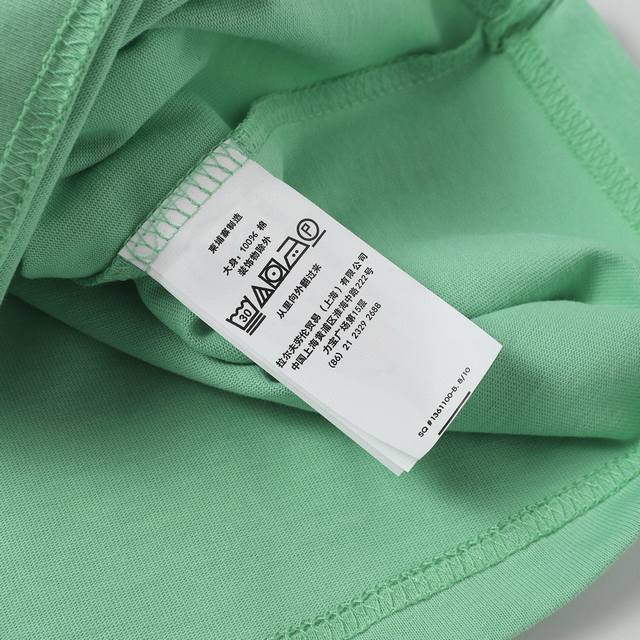 柬埔寨制造
大身: 100% 棉
装饰物除外
30 P
从里向外翻过来
拉尔夫劳伦贸易（上海）有限公司
中国上海黄浦区淮海中路222号
力宝广场第15层
(86) 21 2329 2688
SQ #1361100-B. 8/10